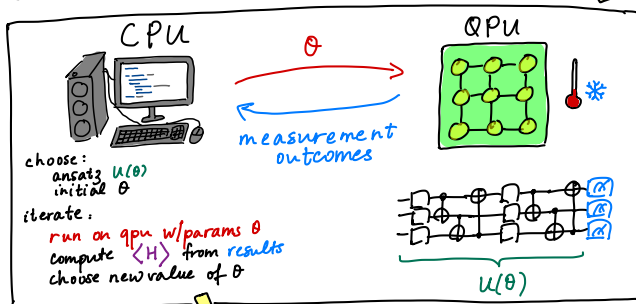 CPU
QPU
θ
measurement
outcomes
choose:
ansatz U(θ)
initial θ
iterate:
run on qpu w/params θ
compute ⟨H⟩ from results
choose new value of θ
U(θ)